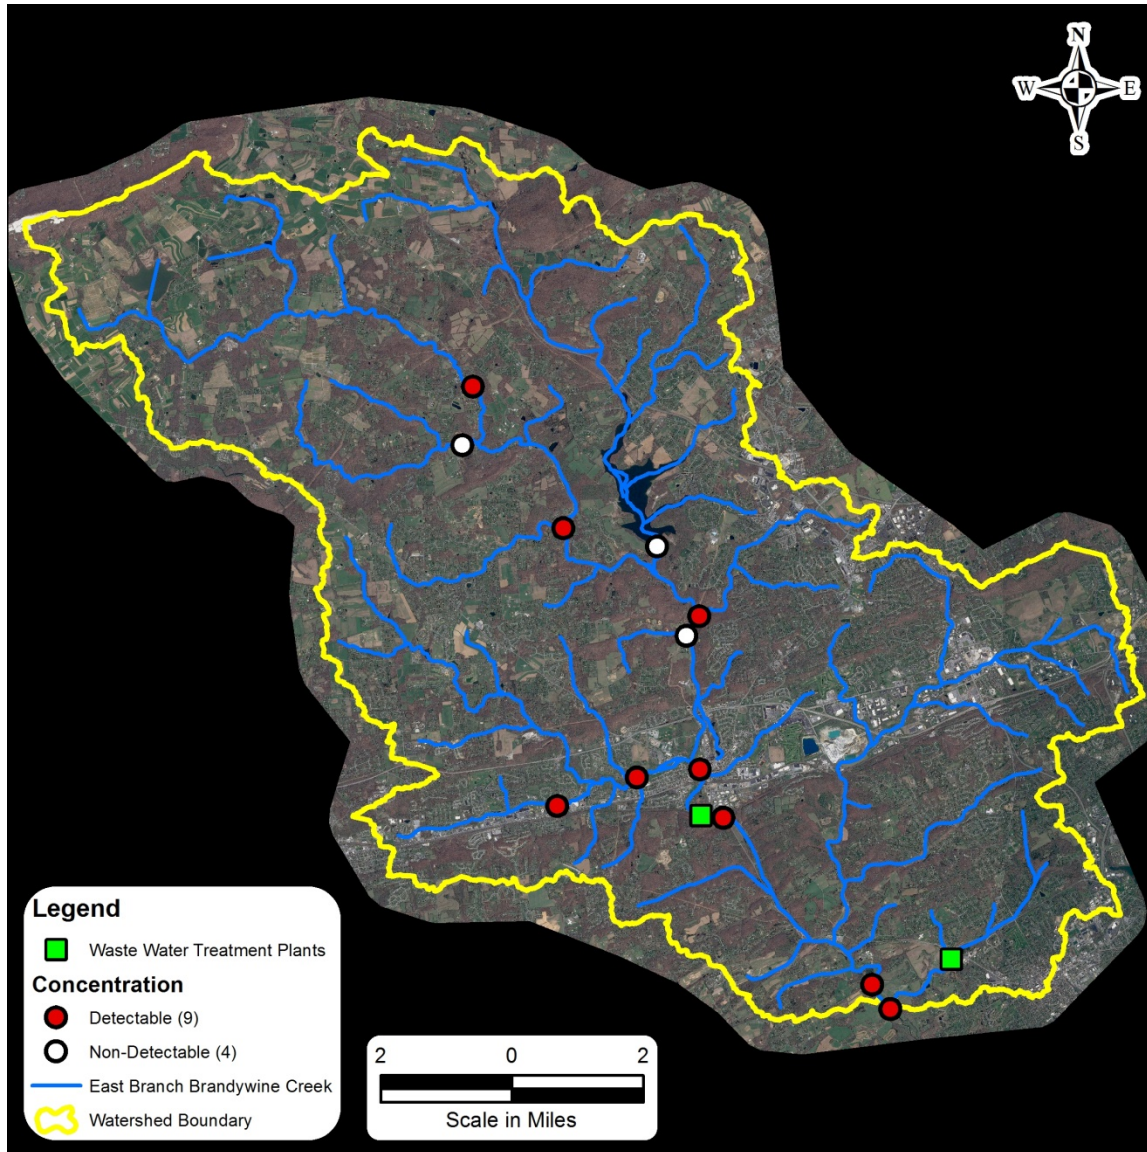 N
W E
S
Legend
Waste Water Treatment Plants
Concentration
Detectable (9)
Non-Detectable (4)
East Branch Brandywine Creek
Watershed Boundary
2 0 2
Scale in Miles